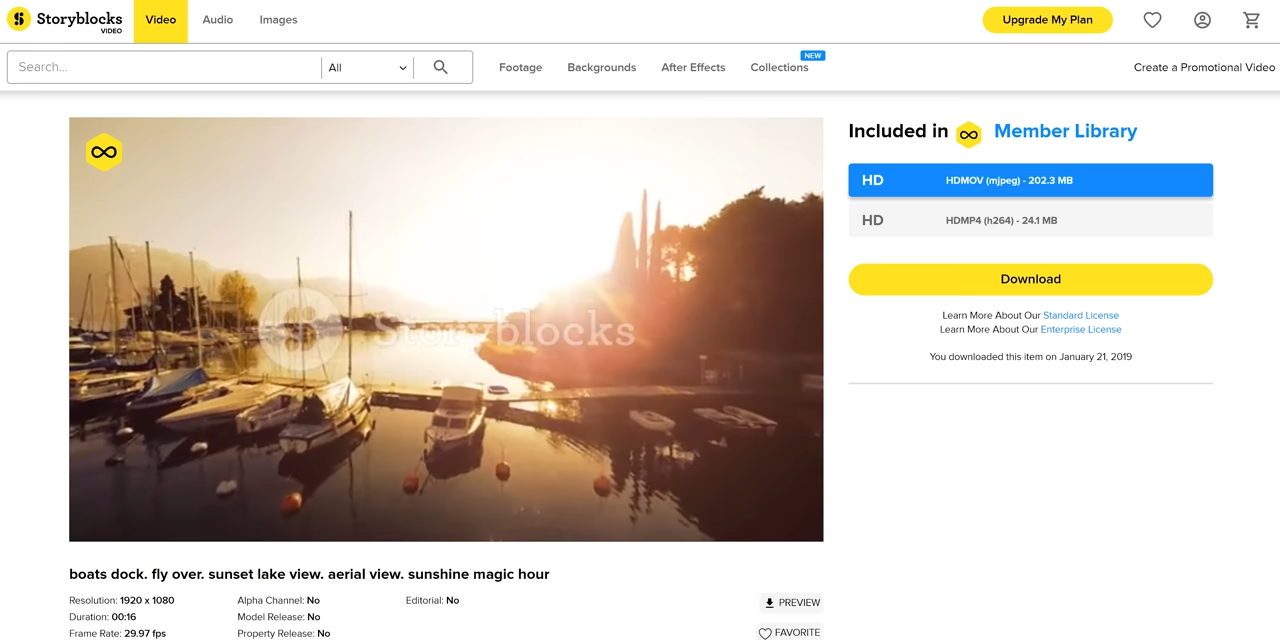 Storyblocks
VIDEO
Video
Audio
Images
Upgrade My Plan
Search...
All
Footage
Backgrounds
After Effects
Collections
NEW
Create a Promotional Video
Storyblocks
Included in Member Library
HD HDMOV (mjpeg) - 202.3 MB
HD HDMP4 (h264) - 24.1 MB
Download
Learn More About Our Standard License
Learn More About Our Enterprise License
You downloaded this item on January 21, 2019
boats dock. fly over. sunset lake view. aerial view. sunshine magic hour
Resolution: 1920 x 1080
Alpha Channel: No
Editorial: No
PREVIEW
Duration: 00:16
Model Release: No
Frame Rate: 29.97 fps
Property Release: No
FAVORITE